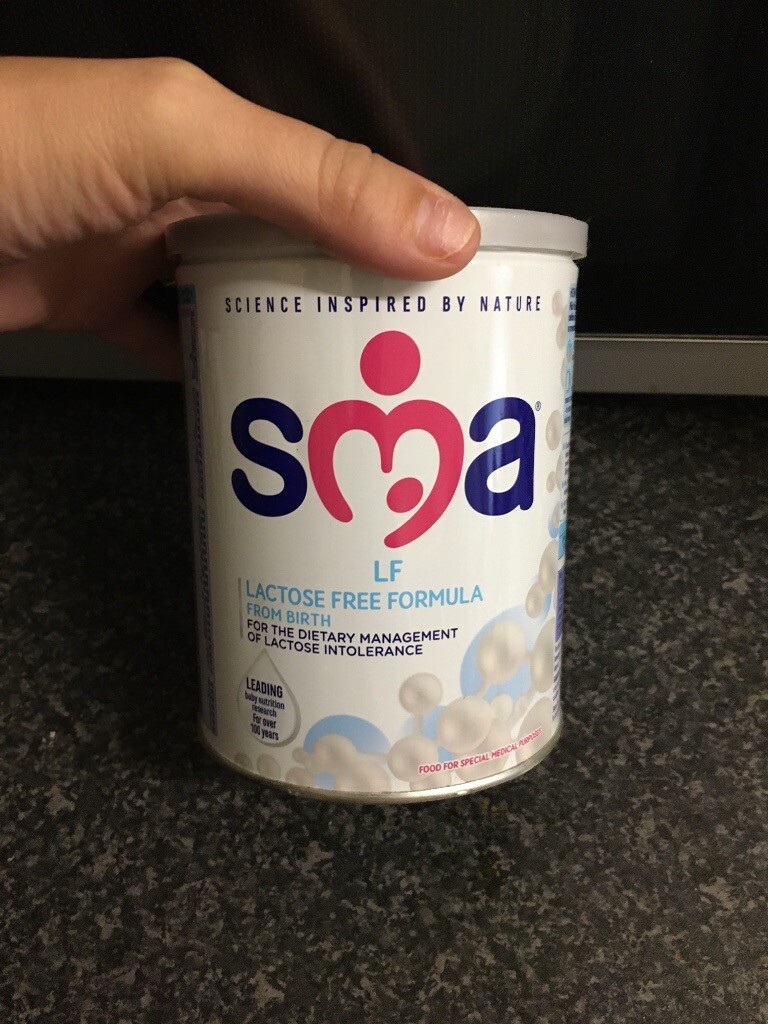 SCIENCE INSPIRED BY NATURE
sma®
LF
LACTOSE FREE FORMULA
FROM BIRTH
FOR THE DIETARY MANAGEMENT
OF LACTOSE INTOLERANCE
LEADING
baby nutrition
research
For over
100 years
FOOD FOR SPECIAL MEDICAL PURPOSES